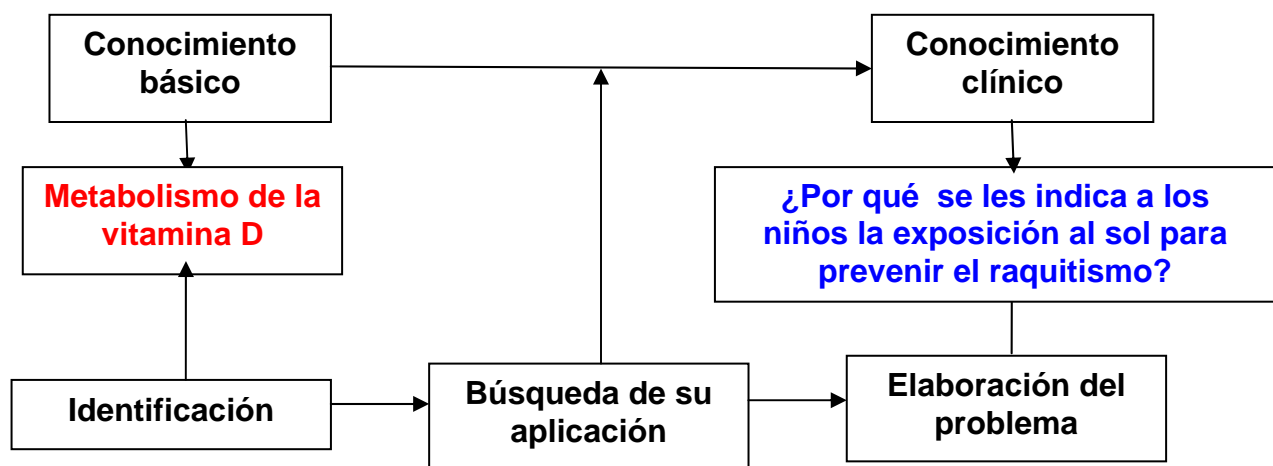 Conocimiento
básico
Conocimiento
clínico
Metabolismo de la
vitamina D
¿Por qué  se les indica a los
niños la exposición al sol para
prevenir el raquitismo?
Identificación
Búsqueda de su
aplicación
Elaboración del
problema